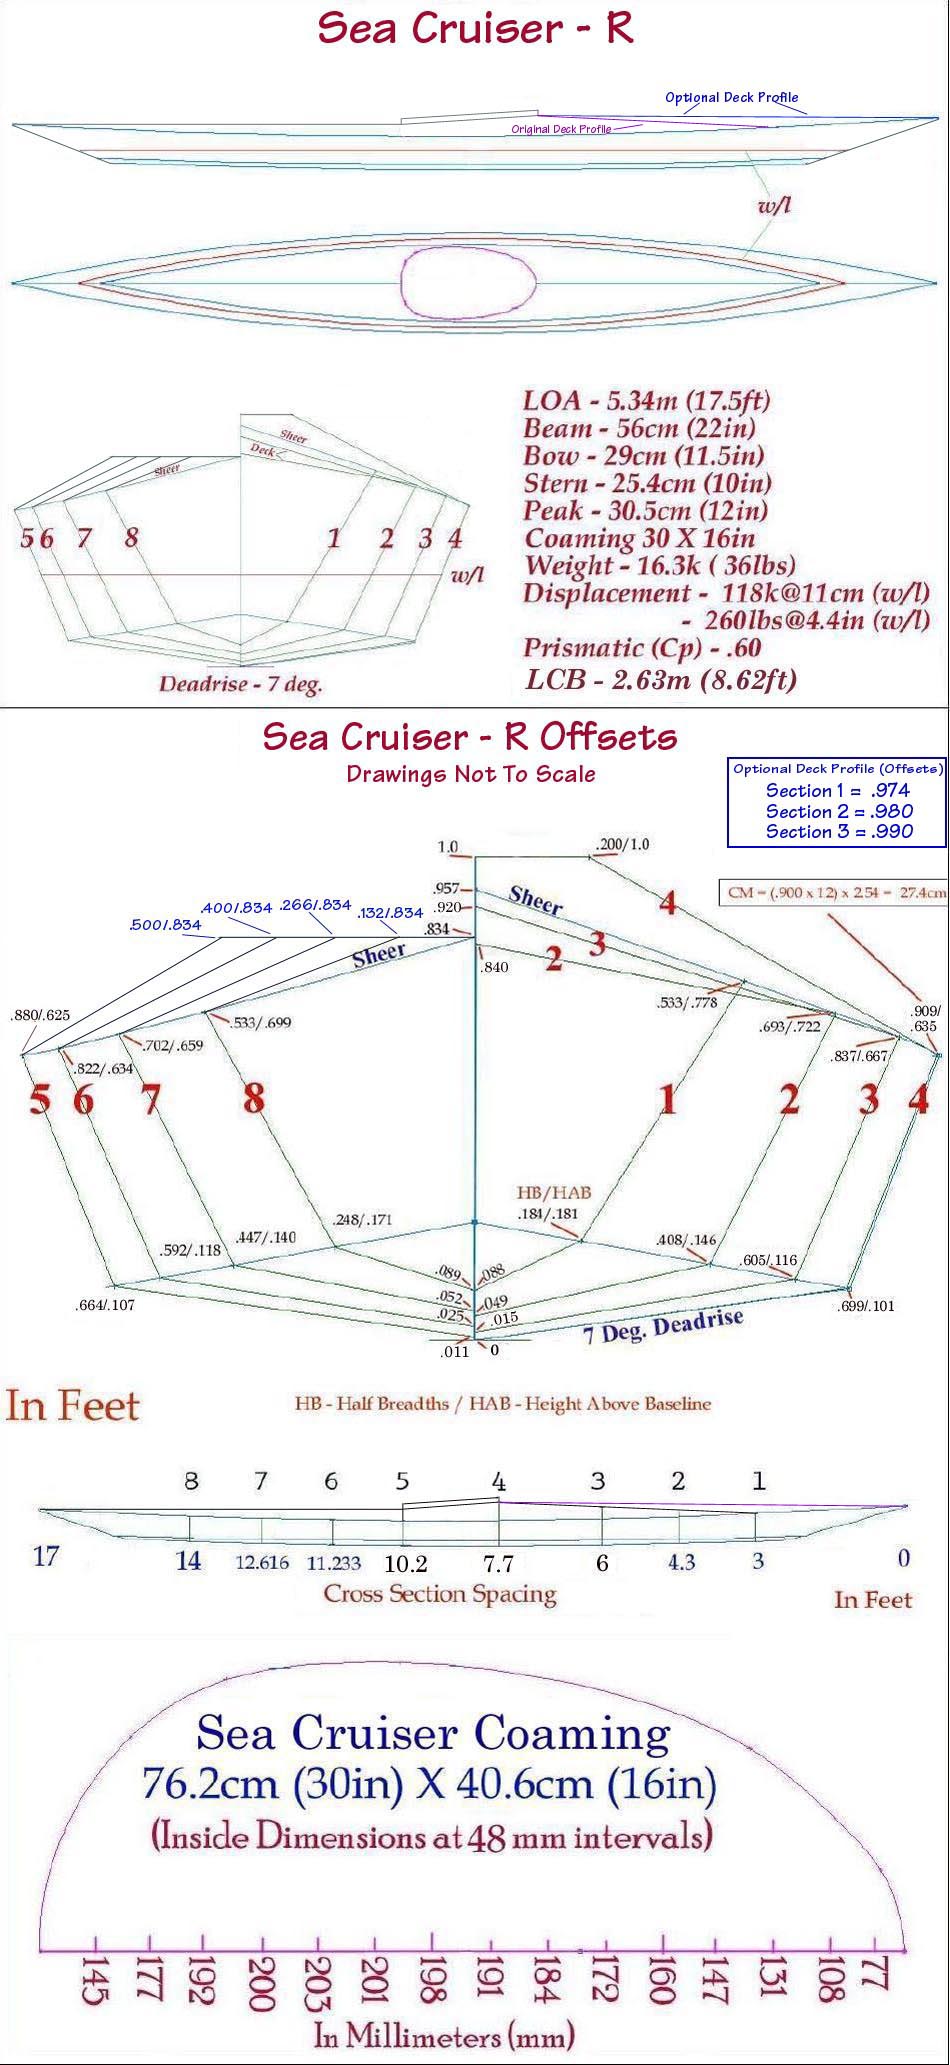 Sea Cruiser - R
Optional Deck Profile
Original Deck Profile
w/l
LOA - 5.34m (17.5ft)
Beam - 56cm (22in)
Bow - 29cm (11.5in)
Stern - 25.4cm (10in)
Peak - 30.5cm (12in)
Coaming 30 X 16in
Weight - 16.3k ( 36lbs)
Displacement - 118k@11cm (w/l)
- 260lbs@4.4in (w/l)
Prismatic (Cp) - .60
LCB - 2.63m (8.62ft)
Sheer
Deck
Sheer
5 6 7 8 1 2 3 4
w/l
Deadrise - 7 deg.
Sea Cruiser - R Offsets
Drawings Not To Scale
Optional Deck Profile (Offsets)
Section 1 = .974
Section 2 = .980
Section 3 = .990
1.0
.200/1.0
CM = (.900 x 12) x 2.54 = 27.4cm
.957
.920
.834
.840
Sheer
4
3
2
.500/.834
.400/.834
.266/.834
.132/.834
Sheer
.880/.625
.822/.634
.702/.659
.533/.699
.533/.778
.693/.722
.837/.667
.909/
.635
5 6 7 8 1 2 3 4
HB/HAB
.184/.181
.248/.171
.447/.140
.592/.118
.664/.107
.408/.146
.605/.116
.699/.101
.089
.088
.052
.049
.025
.015
.011
0
7 Deg. Deadrise
In Feet
HB - Half Breadths / HAB - Height Above Baseline
8 7 6 5 4 3 2 1
17 14 12.616 11.233 10.2 7.7 6 4.3 3 0
Cross Section Spacing
In Feet
Sea Cruiser Coaming
76.2cm (30in) X 40.6cm (16in)
(Inside Dimensions at 48 mm intervals)
145 177 192 200 203 201 198 191 184 172 160 147 131 108 77
In Millimeters (mm)